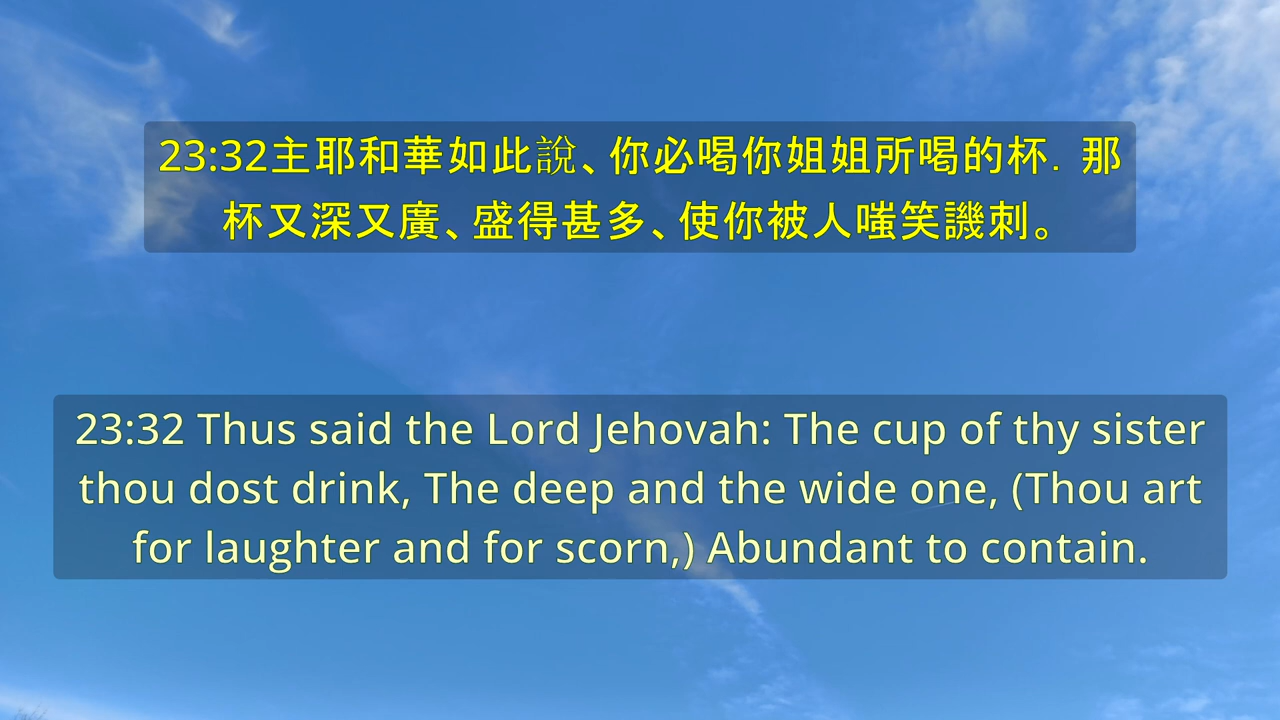 23:32主耶和華如此說、你必喝你姐姐所喝的杯．那
杯又深又廣、盛得甚多、使你被人嗤笑譏刺。
23:32 Thus said the Lord Jehovah: The cup of thy sister
thou dost drink, The deep and the wide one, (Thou art
for laughter and for scorn,) Abundant to contain.